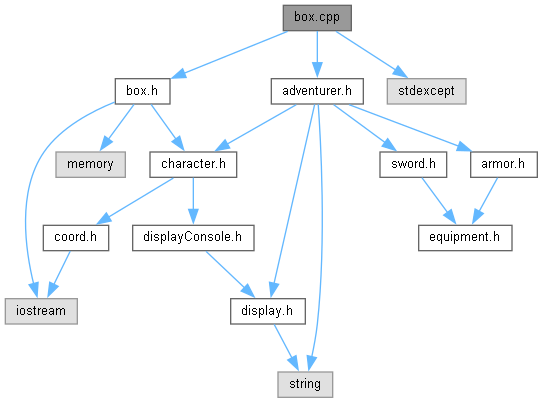 box.cpp
box.h
adventurer.h
stdexcept
memory
character.h
sword.h
armor.h
coord.h
displayConsole.h
equipment.h
iostream
display.h
string